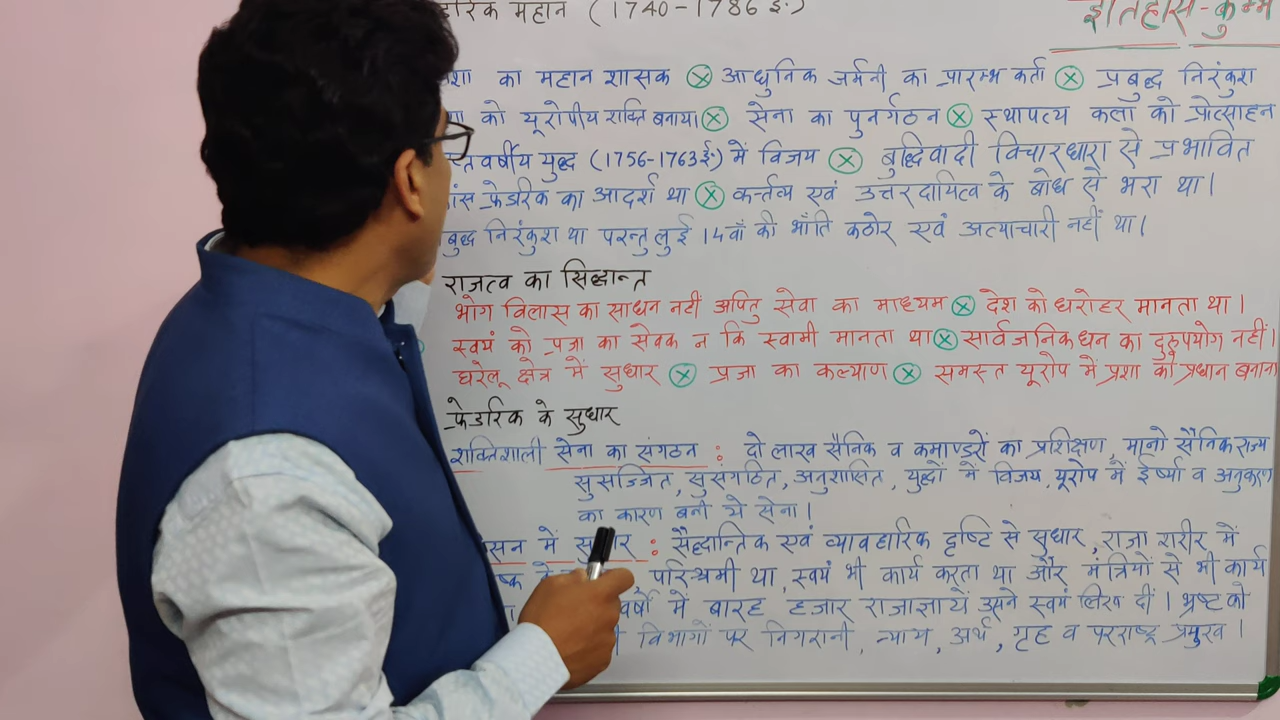 महान (1740-1786 ई.)
इतिहास-कुम्भ
का महान शासक ⓧ आधुनिक जर्मनी का प्रारम्भ कर्ता ⓧ प्रबुद्ध निरंकुश
को यूरोपीय शक्ति बनाया ⓧ सेना का पुनर्गठन ⓧ स्थापत्य कला को प्रोत्साहन
वर्षीय युद्ध (1756-1763ई.) में विजय ⓧ बुद्धिवादी विचारधारा से प्रभावित
फ्रेडरिक का आदर्श था ⓧ कर्त्तव्य एवं उत्तरदायित्व के बोध से भरा था।
निरंकुश था परन्तु लुई 14वाँ की भाँति कठोर एवं अत्याचारी नहीं था।
राजत्व का सिद्धान्त
भोग विलास का साधन नहीं अपितु सेवा का माध्यम ⓧ देश को धरोहर मानता था।
स्वयं को प्रजा का सेवक न कि स्वामी मानता था ⓧ सार्वजनिक धन का दुरुपयोग नहीं।
घरेलू क्षेत्र में सुधार ⓧ प्रजा का कल्याण ⓧ समस्त यूरोप में प्रशा को प्रधान बनाना
फ्रेडरिक के सुधार
शक्तिशाली सेना का संगठन : दो लाख सैनिक व कमाण्डरों का प्रशिक्षण, मानो सैनिक राज्य
सुसज्जित, सुसंगठित, अनुशासित, युद्धों में विजय, यूरोप में ईर्ष्या व अनुकरण
का कारण बनी ये सेना।
में सुधार : सैद्धान्तिक एवं व्यावहारिक दृष्टि से सुधार, राजा शरीर में
परिश्रमी था, स्वयं भी कार्य करता था और मंत्रियों से भी कार्य
वर्षों में बारह हजार राजाज्ञायें उसने स्वयं लिख दीं। भ्रष्ट को
विभागों पर निगरानी, न्याय, अर्थ, गृह व परराष्ट्र प्रमुख।